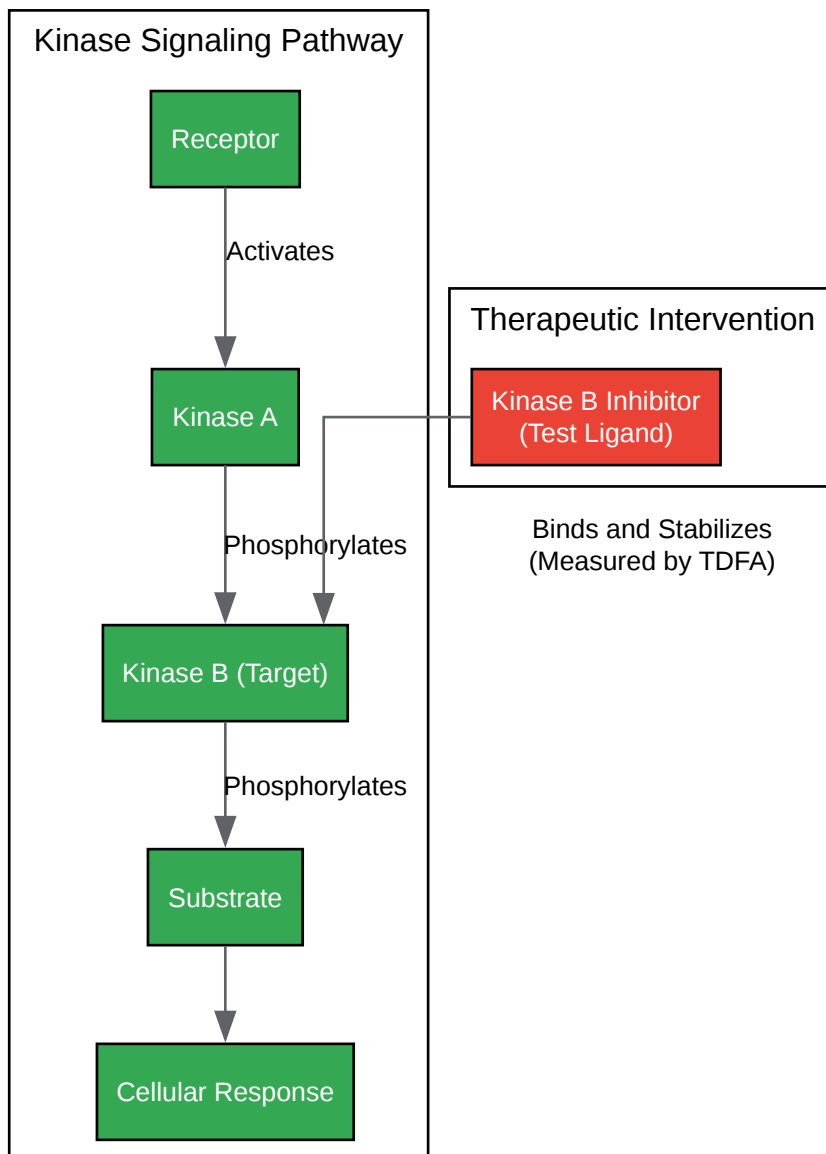 Kinase Signaling Pathway
Receptor
Activates
Kinase A
Phosphorylates
Kinase B (Target)
Phosphorylates
Substrate
Cellular Response
Therapeutic Intervention
Kinase B Inhibitor
(Test Ligand)
Binds and Stabilizes
(Measured by TDFA)